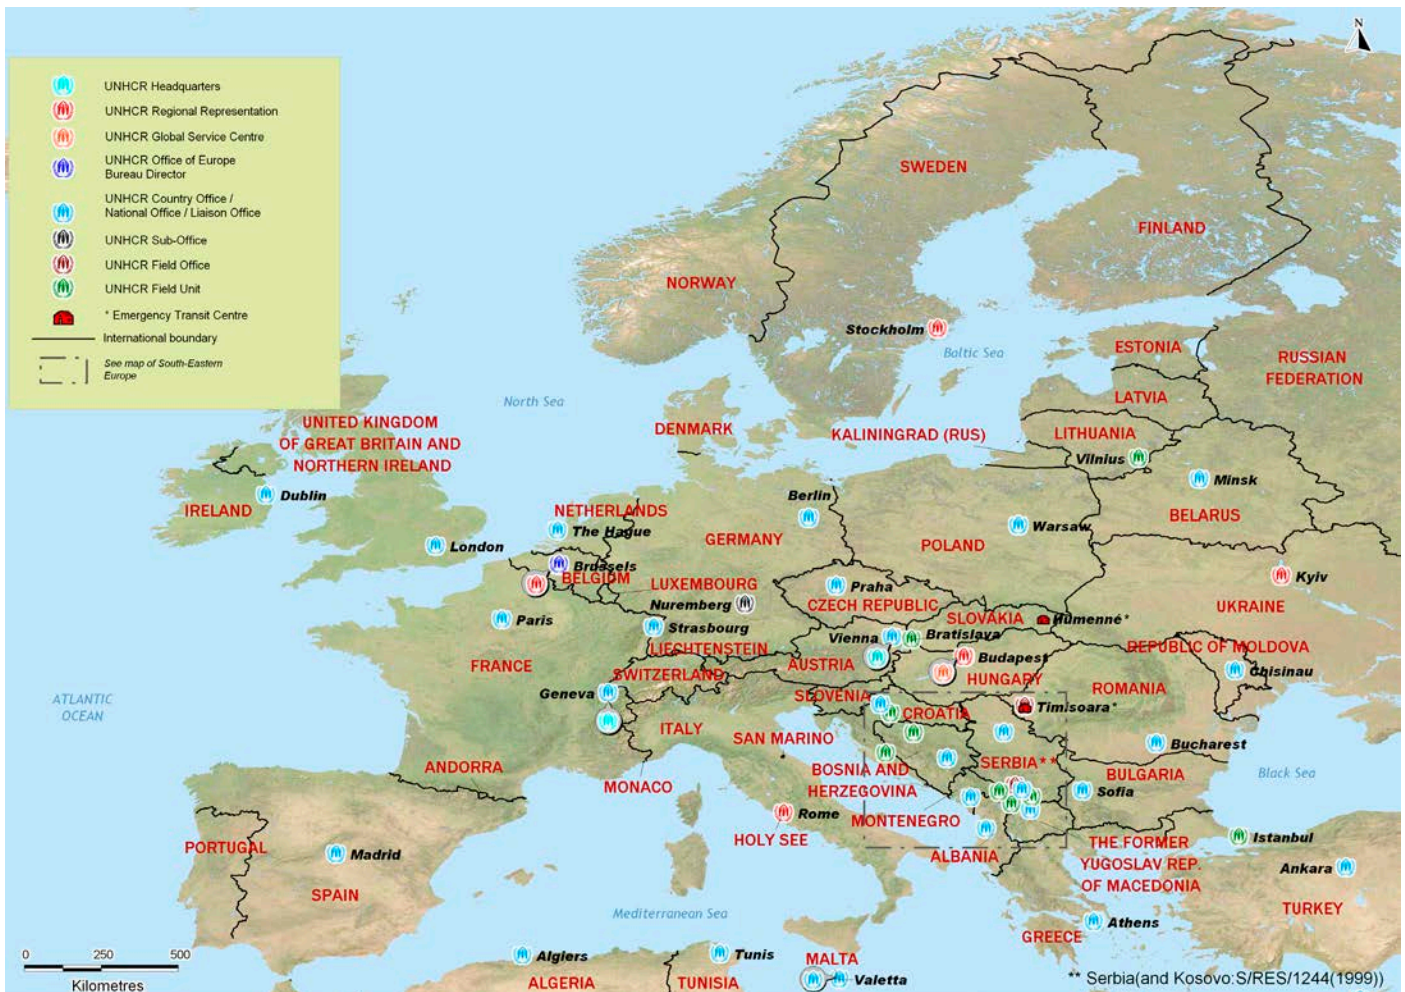 N
UNHCR Headquarters
UNHCR Regional Representation
UNHCR Global Service Centre
UNHCR Office of Europe
Bureau Director
UNHCR Country Office /
National Office / Liaison Office
UNHCR Sub-Office
UNHCR Field Office
UNHCR Field Unit
* Emergency Transit Centre
International boundary
See map of South-Eastern
Europe
SWEDEN
FINLAND
NORWAY
Stockholm
Baltic Sea
ESTONIA
RUSSIAN
FEDERATION
LATVIA
North Sea
UNITED KINGDOM
OF GREAT BRITAIN AND
NORTHERN IRELAND
DENMARK
KALININGRAD (RUS)
LITHUANIA
Vilnius
Minsk
BELARUS
Dublin
IRELAND
London
NETHERLANDS
The Hague
Berlin
GERMANY
Warsaw
POLAND
Brussels
BELGIUM
LUXEMBOURG
Nuremberg
Praha
CZECH REPUBLIC
Kyiv
UKRAINE
Paris
Strasbourg
SLOVAKIA
Humenné*
Vienna
Bratislava
LIECHTENSTEIN
REPUBLIC OF MOLDOVA
FRANCE
SWITZERLAND
AUSTRIA
Budapest
HUNGARY
Chisinau
Geneva
SLOVENIA
ROMANIA
ATLANTIC
OCEAN
ITALY
CROATIA
Timisoara*
SAN MARINO
Bucharest
ANDORRA
MONACO
BOSNIA AND
HERZEGOVINA
SERBIA**
BULGARIA
Black Sea
Sofia
Rome
HOLY SEE
MONTENEGRO
Istanbul
PORTUGAL
Madrid
SPAIN
ALBANIA
THE FORMER
YUGOSLAV REP.
OF MACEDONIA
Ankara
TURKEY
Mediterranean Sea
Athens
GREECE
Algiers
ALGERIA
Tunis
TUNISIA
MALTA
Valetta
0 250 500
Kilometres
** Serbia(and Kosovo:S/RES/1244(1999))